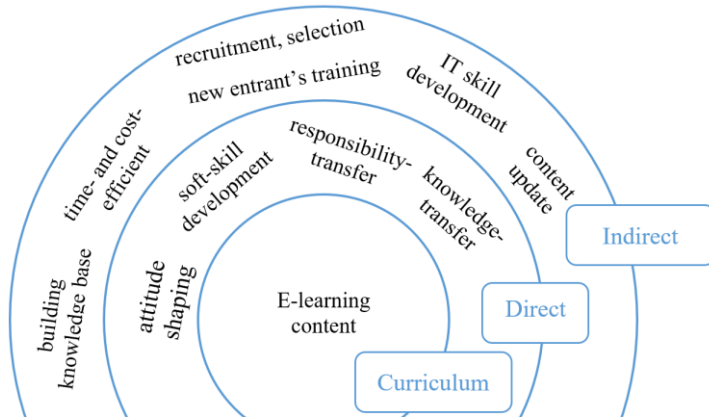 recruitment, selection
new entrant's training
IT skill
development
time- and cost-
efficient
content
update
building
knowledge base
Indirect
soft-skill
development
responsibility-
transfer
knowledge-
transfer
attitude
shaping
Direct
E-learning
content
Curriculum